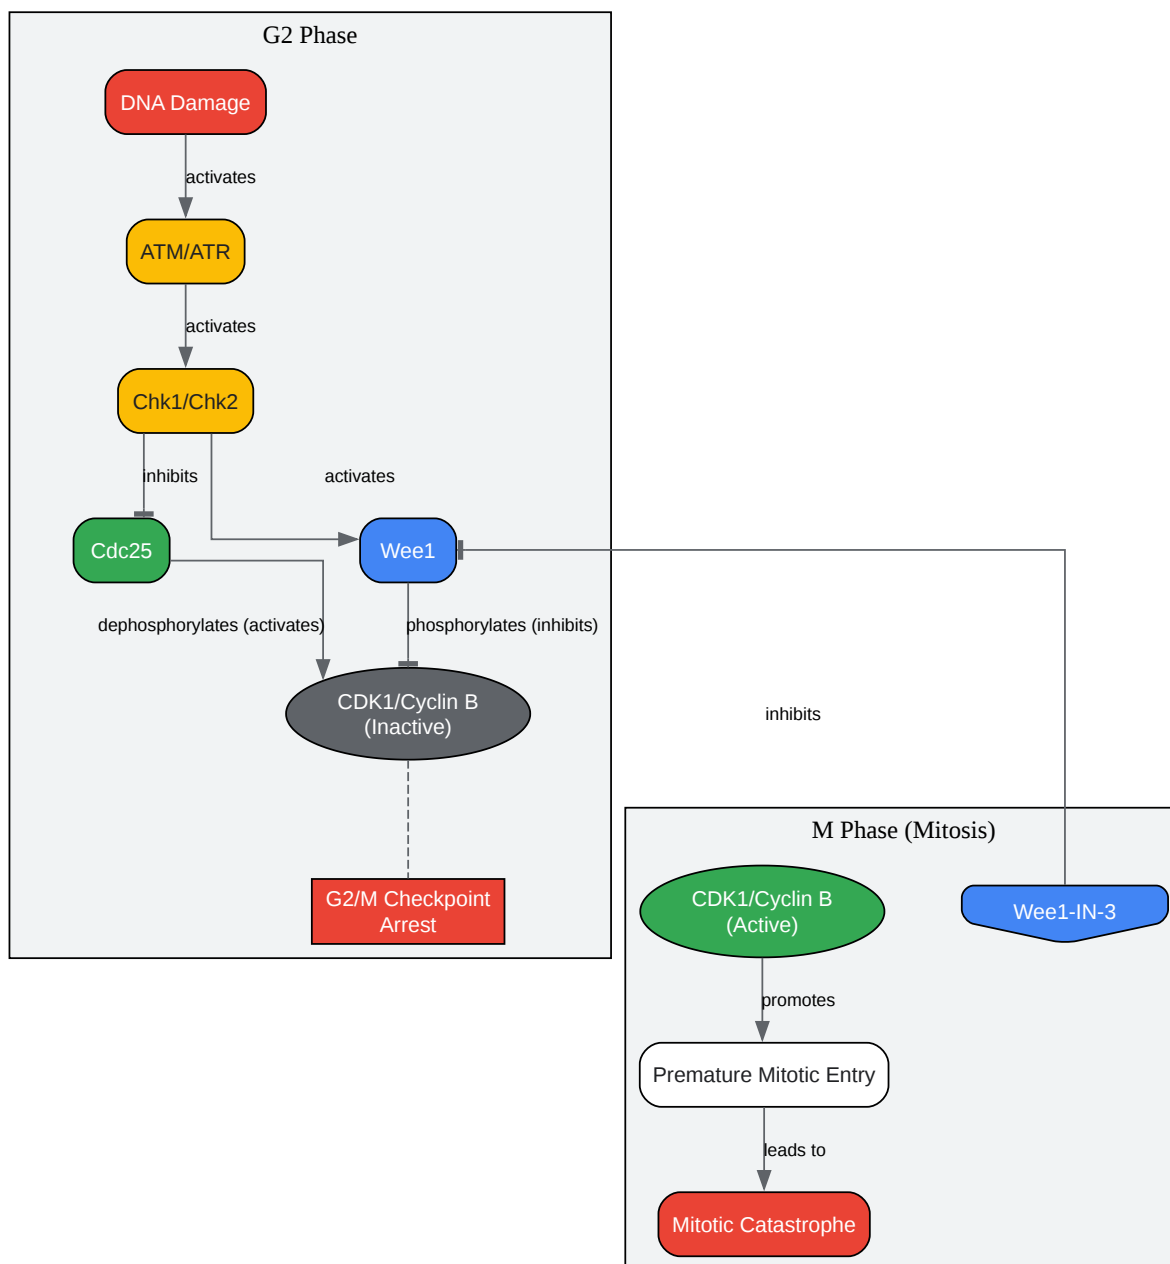 G2 Phase
DNA Damage
activates
ATM/ATR
activates
Chk1/Chk2
inhibits
activates
Cdc25
Wee1
dephosphorylates (activates)
phosphorylates (inhibits)
CDK1/Cyclin B
(Inactive)
inhibits
G2/M Checkpoint
Arrest
M Phase (Mitosis)
CDK1/Cyclin B
(Active)
Wee1-IN-3
promotes
Premature Mitotic Entry
leads to
Mitotic Catastrophe